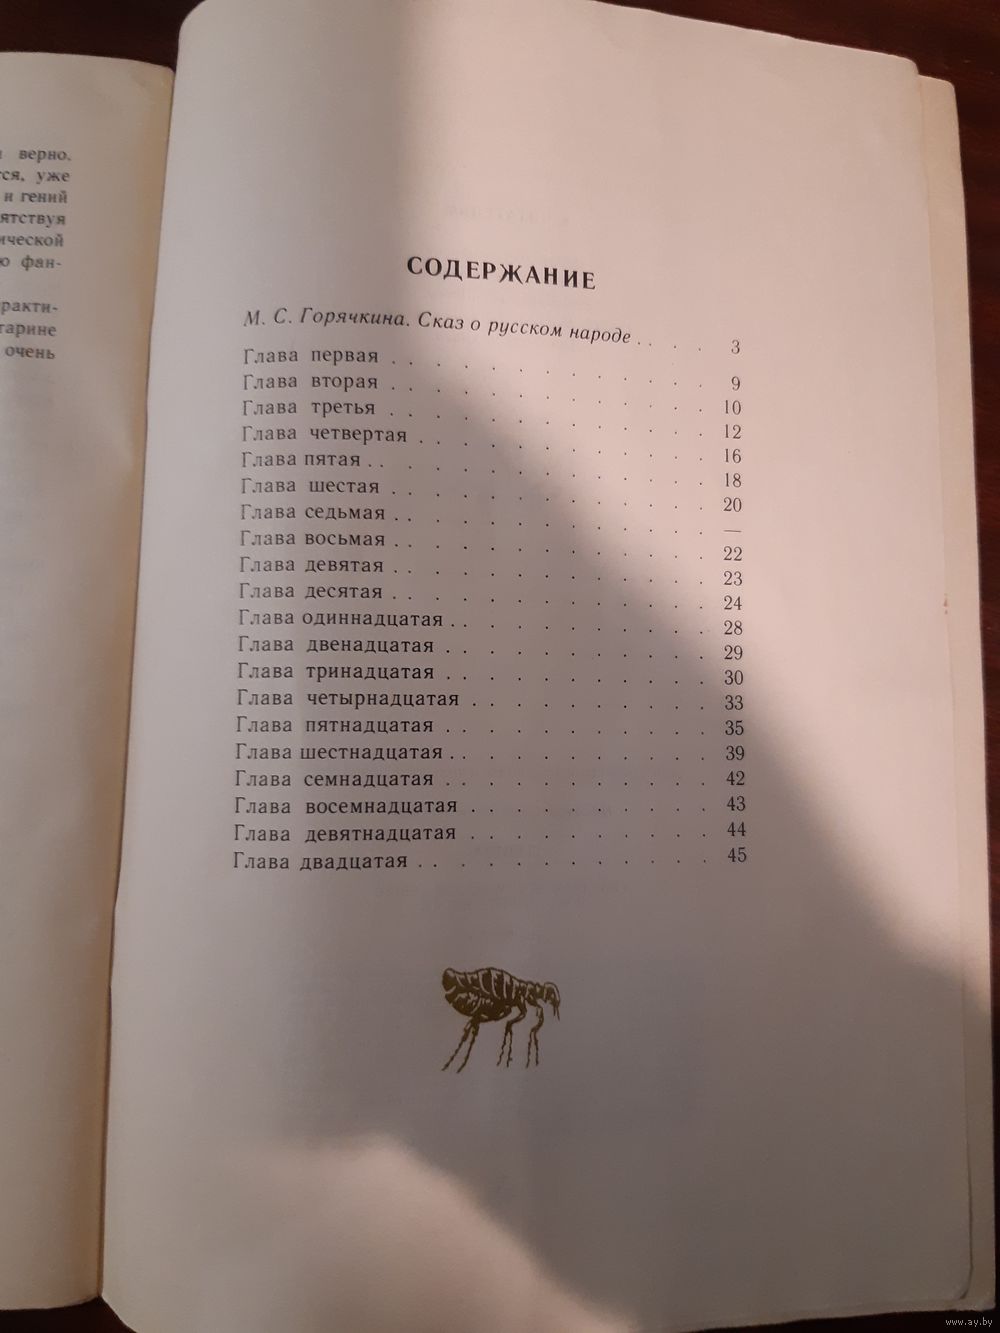 верно.
уже
и гений
ю фан-
очень
СОДЕРЖАНИЕ
М. С. Горячкина. Сказ о русском народе . . . . 3
Глава первая . . . . . . . . . . . 9
Глава вторая . . . . . . . . . . . 10
Глава третья . . . . . . . . . . . 12
Глава четвертая . . . . . . . . . . 16
Глава пятая . . . . . . . . . . . 18
Глава шестая . . . . . . . . . . . 20
Глава седьмая . . . . . . . . . . . —
Глава восьмая . . . . . . . . . . . 22
Глава девятая . . . . . . . . . . . 23
Глава десятая . . . . . . . . . . . 24
Глава одиннадцатая . . . . . . . . . 28
Глава двенадцатая . . . . . . . . . 29
Глава тринадцатая . . . . . . . . . 30
Глава четырнадцатая . . . . . . . . . 33
Глава пятнадцатая . . . . . . . . . 35
Глава шестнадцатая . . . . . . . . . 39
Глава семнадцатая . . . . . . . . . 42
Глава восемнадцатая . . . . . . . . . 43
Глава девятнадцатая . . . . . . . . . 44
Глава двадцатая . . . . . . . . . . 45
www.ay.by